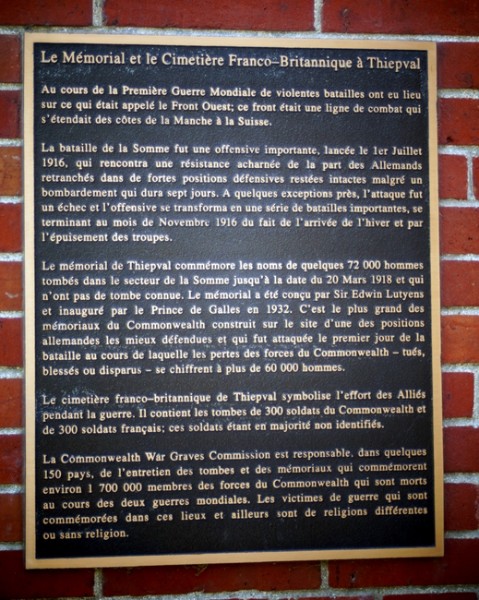 Le Mémorial et le Cimetière Franco–Britannique à Thiepval
Au cours de la Première Guerre Mondiale de violentes batailles ont eu lieu
sur ce qui était appelé le Front Ouest; ce front était une ligne de combat qui
s'étendait des côtes de la Manche à la Suisse.
La bataille de la Somme fut une offensive importante, lancée le 1er Juillet
1916, qui rencontra une résistance acharnée de la part des Allemands
retranchés dans de fortes positions défensives restées intactes malgré un
bombardement qui dura sept jours. A quelques exceptions près, l'attaque fut
un échec et l'offensive se transforma en une série de batailles importantes, se
terminant au mois de Novembre 1916 du fait de l'arrivée de l'hiver et par
l'épuisement des troupes.
Le mémorial de Thiepval commémore les noms de quelques 72 000 hommes
tombés dans le secteur de la Somme jusqu'à la date du 20 Mars 1918 et qui
n'ont pas de tombe connue. Le mémorial a été conçu par Sir Edwin Lutyens
et inauguré par le Prince de Galles en 1932. C'est le plus grand des
mémoriaux du Commonwealth construit sur le site d'une des positions
allemandes les mieux défendues et qui fut attaquée le premier jour de la
bataille au cours de laquelle les pertes des forces du Commonwealth – tués,
blessés ou disparus – se chiffrent à plus de 60 000 hommes.
Le cimetière franco–britannique de Thiepval symbolise l'effort des Alliés
pendant la guerre. Il contient les tombes de 300 soldats du Commonwealth et
de 300 soldats français; ces soldats étant en majorité non identifiés.
La Commonwealth War Graves Commission est responsable, dans quelques
150 pays, de l'entretien des tombes et des mémoriaux qui commémorent
environ 1 700 000 membres des forces du Commonwealth qui sont morts
au cours des deux guerres mondiales. Les victimes de guerre qui sont
commémorées dans ces lieux et ailleurs sont de religions différentes
ou sans religion.